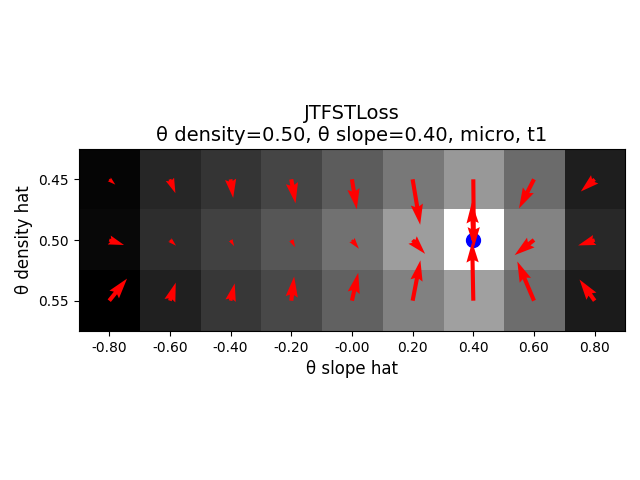 JTFSTLoss
θ density=0.50, θ slope=0.40, micro, t1
θ density hat
0.45
0.50
0.55
-0.80 -0.60 -0.40 -0.20 -0.00 0.20 0.40 0.60 0.80
θ slope hat